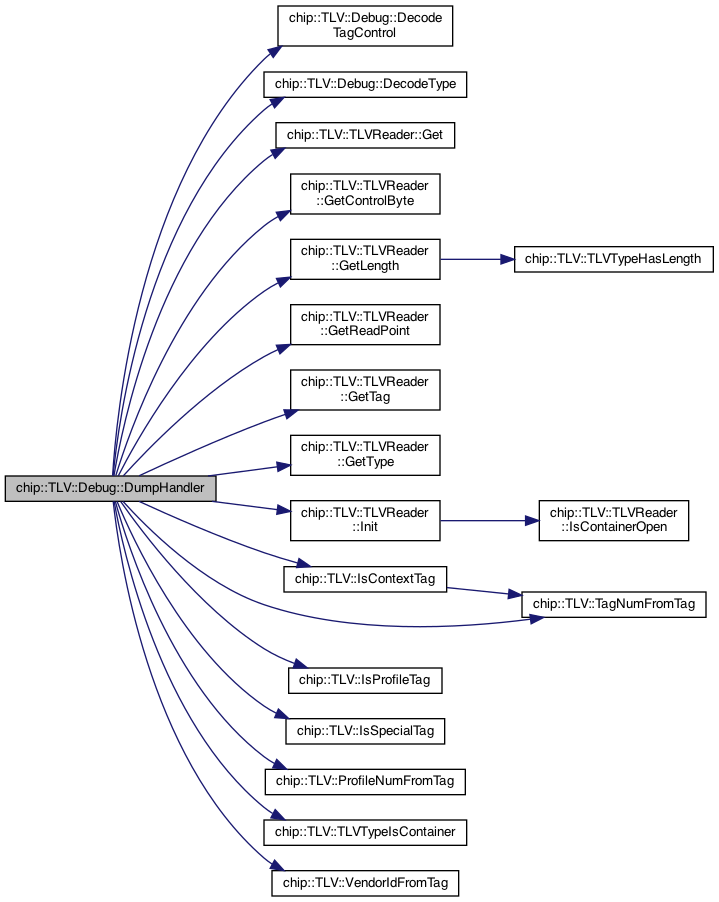 chip::TLV::Debug::Decode
TagControl
chip::TLV::Debug::DecodeType
chip::TLV::TLVReader::Get
chip::TLV::TLVReader
::GetControlByte
chip::TLV::TLVReader
::GetLength
chip::TLV::TLVTypeHasLength
chip::TLV::TLVReader
::GetReadPoint
chip::TLV::TLVReader
::GetTag
chip::TLV::TLVReader
::GetType
chip::TLV::Debug::DumpHandler
chip::TLV::TLVReader
::Init
chip::TLV::TLVReader
::IsContainerOpen
chip::TLV::IsContextTag
chip::TLV::TagNumFromTag
chip::TLV::IsProfileTag
chip::TLV::IsSpecialTag
chip::TLV::ProfileNumFromTag
chip::TLV::TLVTypeIsContainer
chip::TLV::VendorIdFromTag